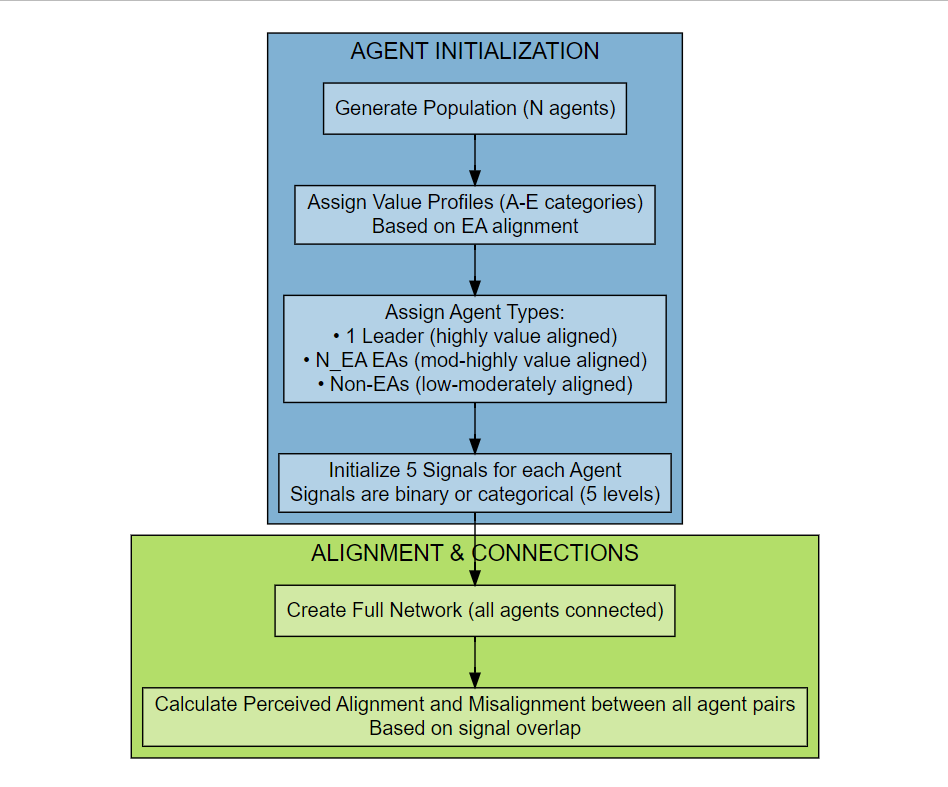 AGENT INITIALIZATION
Generate Population (N agents)
Assign Value Profiles (A-E categories)
Based on EA alignment
Assign Agent Types:
• 1 Leader (highly value aligned)
• N_EA EAs (mod-highly value aligned)
• Non-EAs (low-moderately aligned)
Initialize 5 Signals for each Agent
Signals are binary or categorical (5 levels)
ALIGNMENT & CONNECTIONS
Create Full Network (all agents connected)
Calculate Perceived Alignment and Misalignment between all agent pairs
Based on signal overlap